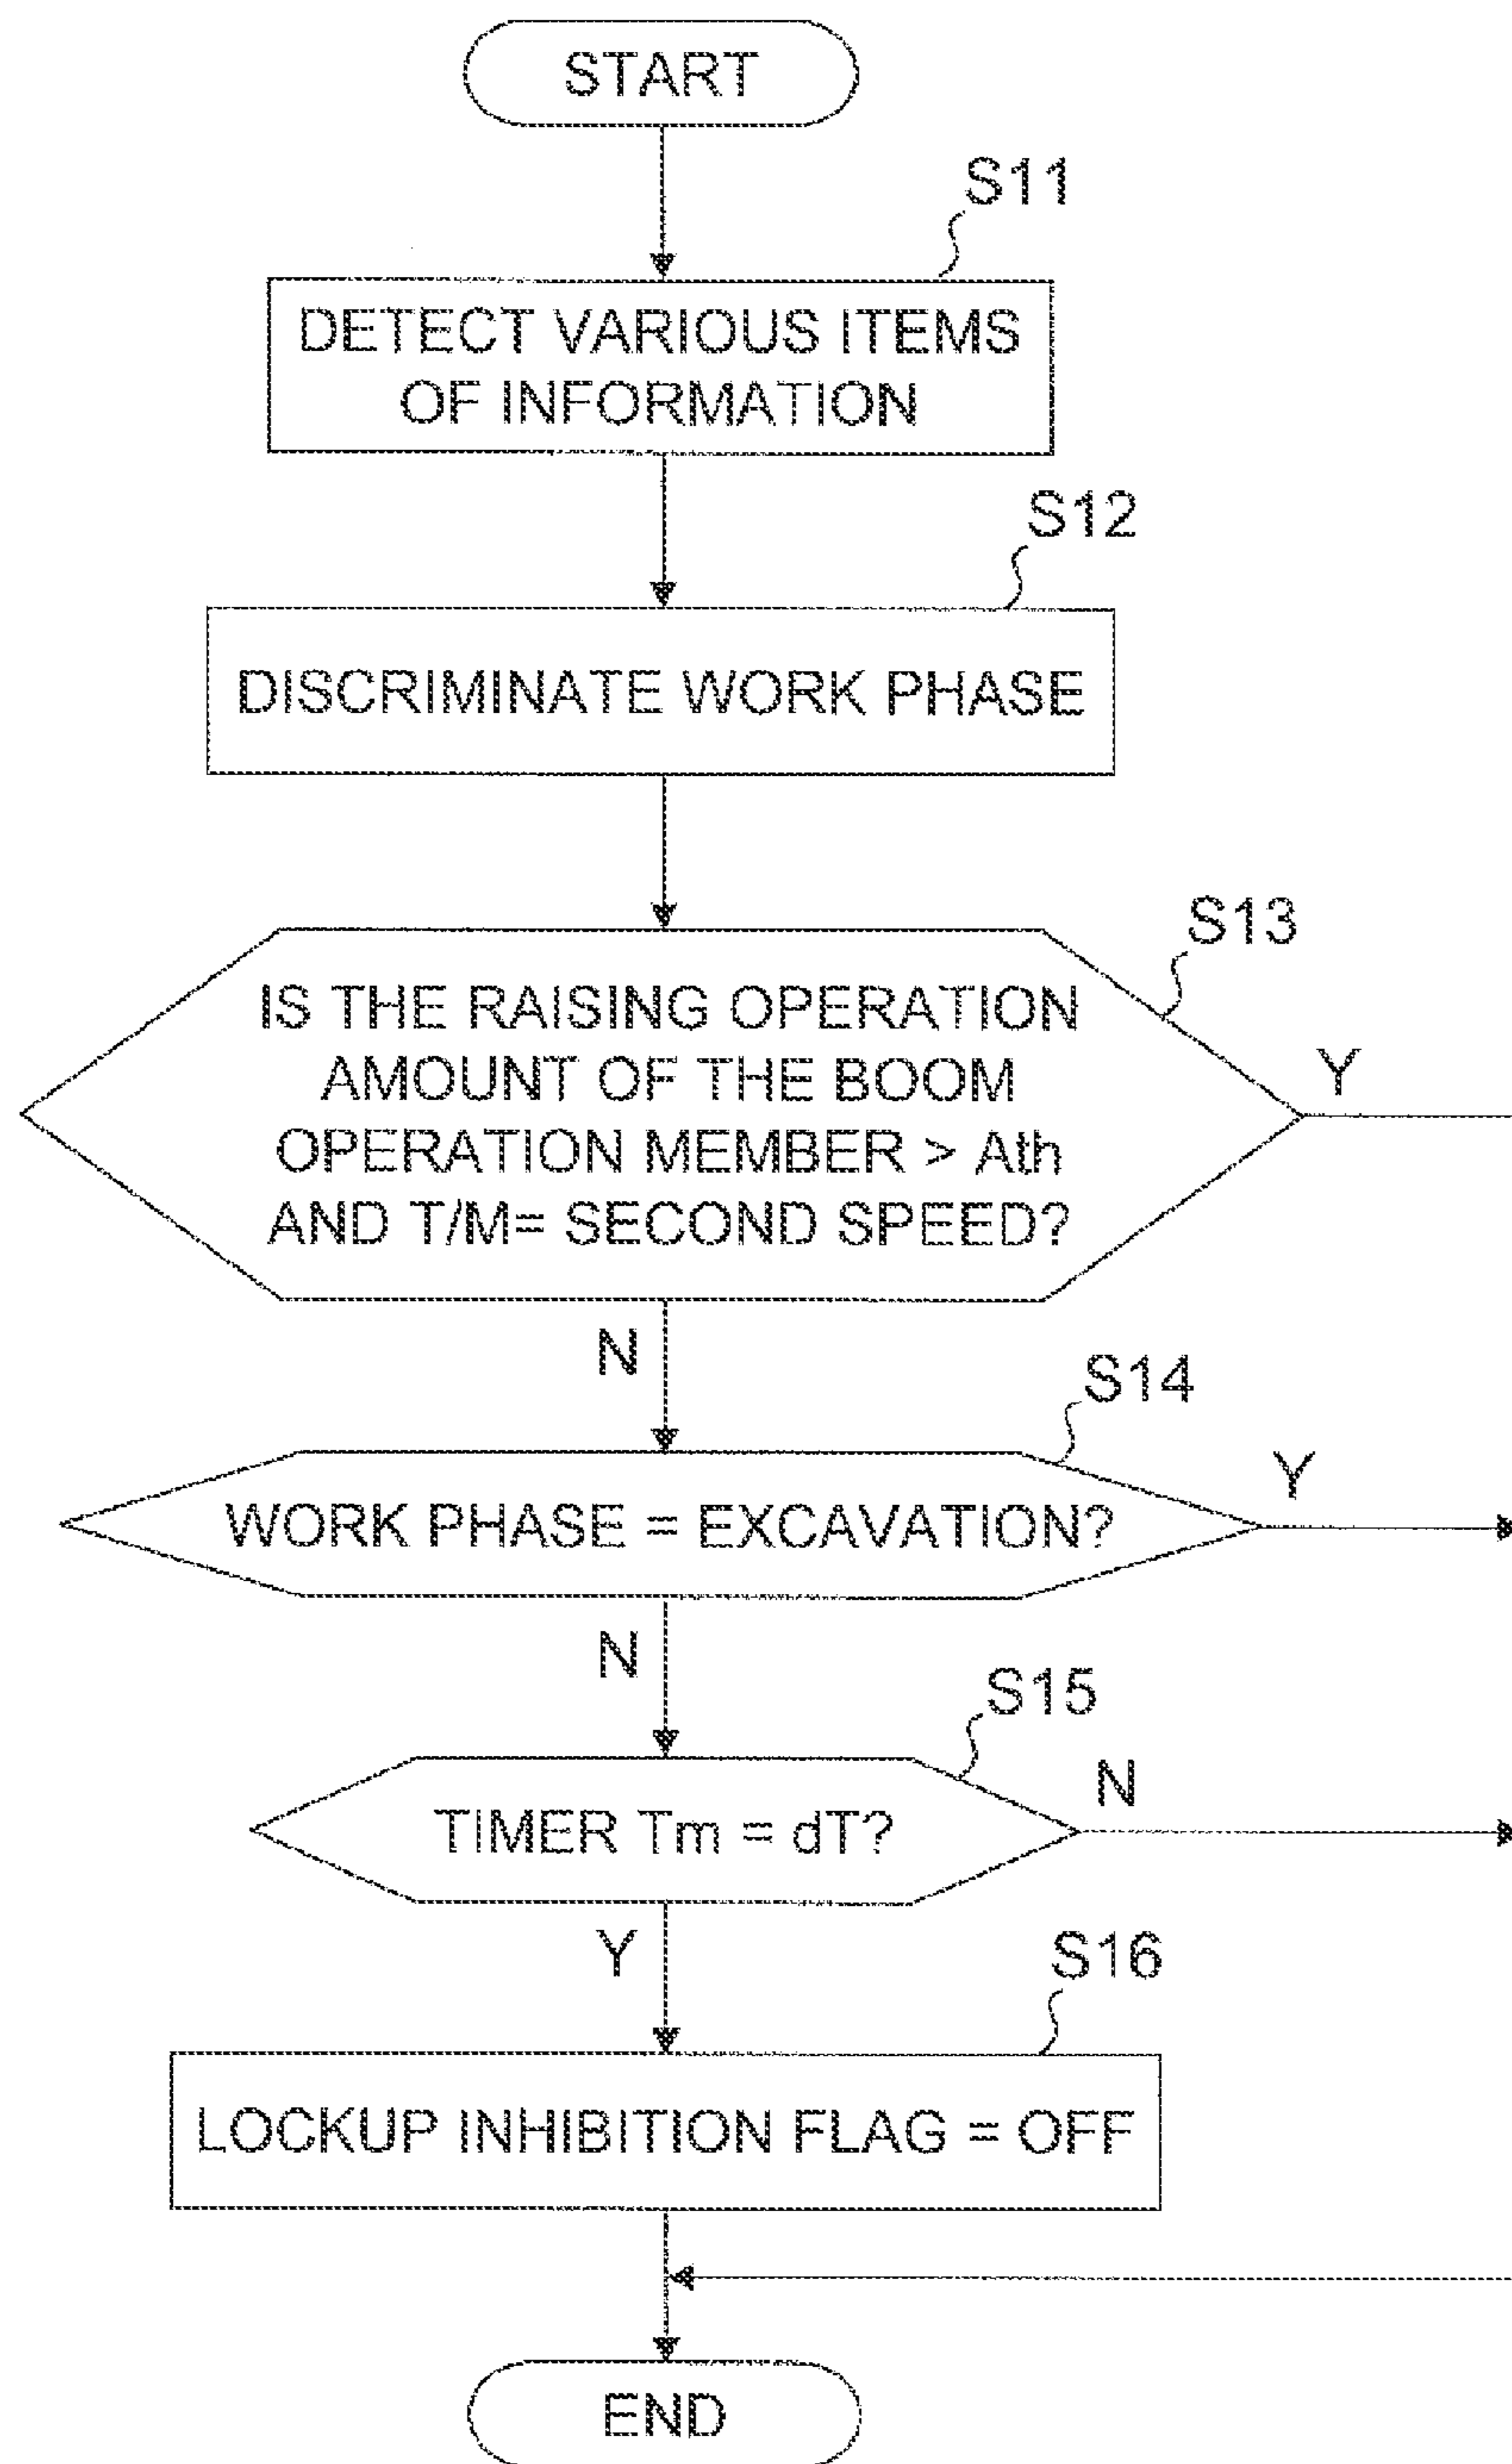 START
S11
DETECT VARIOUS ITEMS
OF INFORMATION
S12
DISCRIMINATE WORK PHASE
S13
IS THE RAISING OPERATION
AMOUNT OF THE BOOM
OPERATION MEMBER > Ath
AND T/M= SECOND SPEED?
Y
N
S14
WORK PHASE = EXCAVATION?
Y
N
S15
TIMER Tm = dT?
N
Y
S16
LOCKUP INHIBITION FLAG = OFF
END